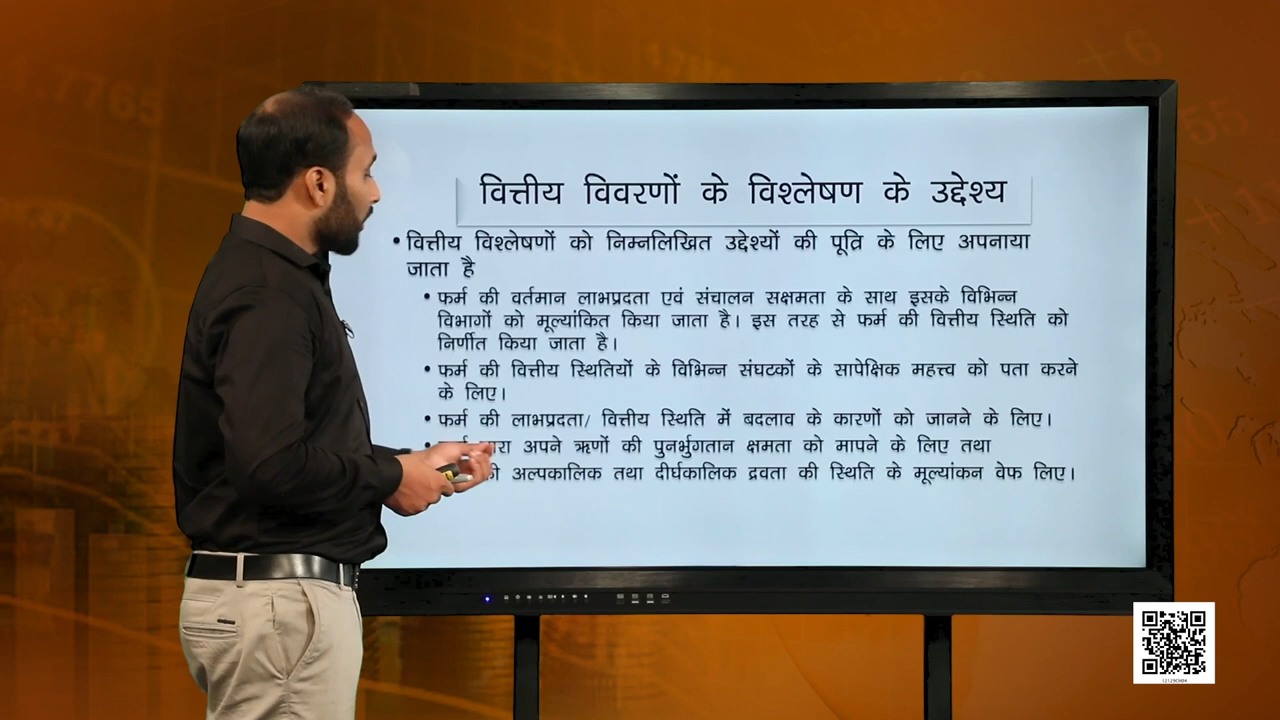 वित्तीय विवरणों के विश्लेषण के उद्देश्य
• वित्तीय विश्लेषणों को निम्नलिखित उद्देश्यों की पूत्रि के लिए अपनाया
जाता है
• फर्म की वर्तमान लाभप्रदता एवं संचालन सक्षमता के साथ इसके विभिन्न
विभागों को मूल्यांकित किया जाता है। इस तरह से फर्म की वित्तीय स्थिति को
निर्णीत किया जाता है।
• फर्म की वित्तीय स्थितियों के विभिन्न संघटकों के सापेक्षिक महत्त्व को पता करने
के लिए।
• फर्म की लाभप्रदता/ वित्तीय स्थिति में बदलाव के कारणों को जानने के लिए।
अपने ऋणों की पुनर्भुगतान क्षमता को मापने के लिए तथा
अल्पकालिक तथा दीर्घकालिक द्रवता की स्थिति के मूल्यांकन वेफ लिए।
12129CH04